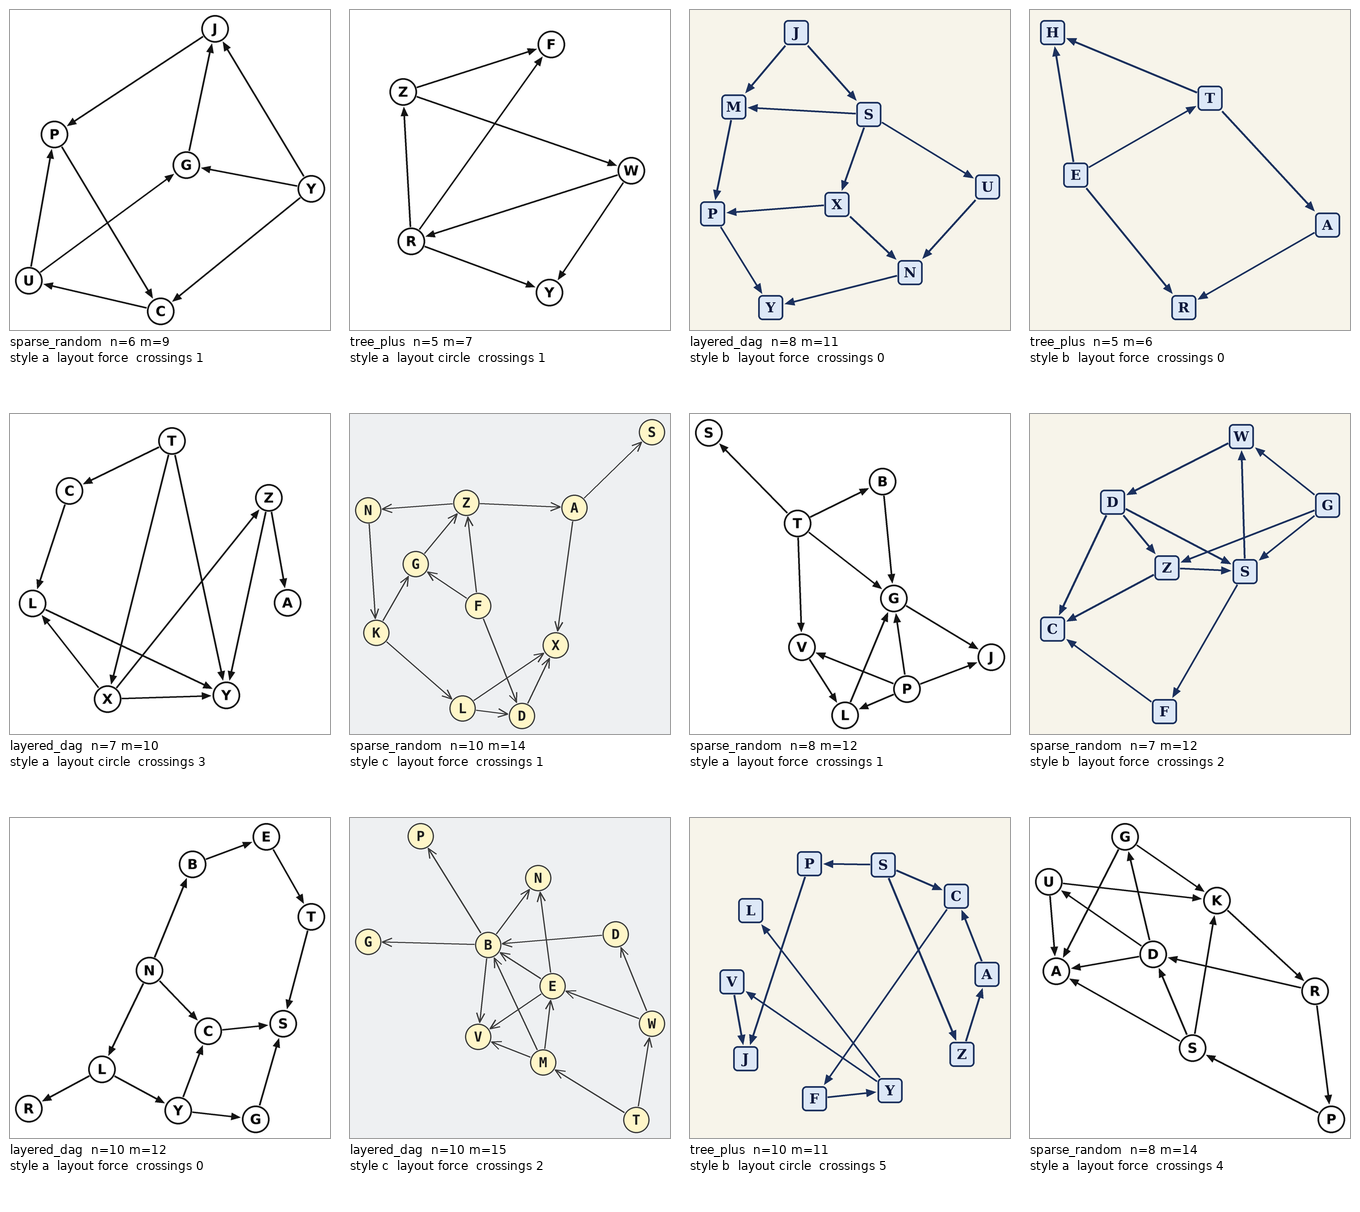 J
P
G
Y
U
C
sparse_random  n=6 m=9
style a  layout force  crossings 1
F
Z
W
R
Y
tree_plus  n=5 m=7
style a  layout circle  crossings 1
J
M
S
U
X
P
N
Y
layered_dag  n=8 m=11
style b  layout force  crossings 0
H
T
E
A
R
tree_plus  n=5 m=6
style b  layout force  crossings 0
T
C
Z
L
A
X
Y
layered_dag  n=7 m=10
style a  layout circle  crossings 3
S
N
Z
A
G
F
K
X
L
D
sparse_random  n=10 m=14
style c  layout force  crossings 1
S
B
T
G
V
J
P
L
sparse_random  n=8 m=12
style a  layout force  crossings 1
W
D
G
Z
S
C
F
sparse_random  n=7 m=12
style b  layout force  crossings 2
E
B
T
N
C
S
L
R
Y
G
layered_dag  n=10 m=12
style a  layout force  crossings 0
P
N
G
B
D
E
W
V
M
T
layered_dag  n=10 m=15
style c  layout force  crossings 2
P
S
C
L
A
V
J
Z
F
Y
tree_plus  n=10 m=11
style b  layout circle  crossings 5
G
U
K
D
A
R
S
P
sparse_random  n=8 m=14
style a  layout force  crossings 4